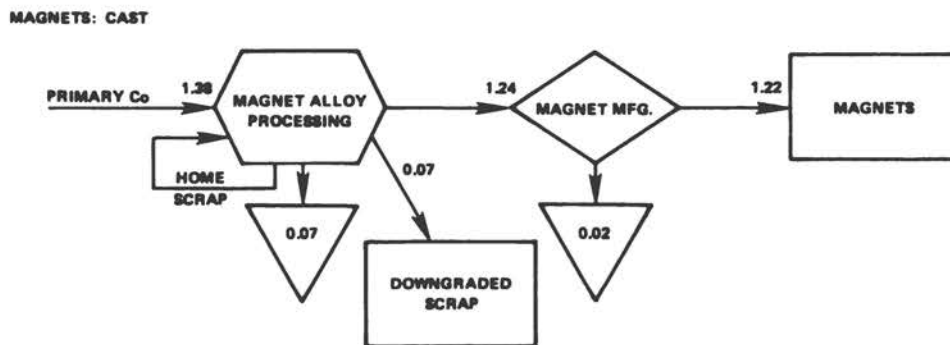 MAGNETS: CAST
PRIMARY Co
1.38
MAGNET ALLOY
PROCESSING
1.24
MAGNET MFG.
1.22
MAGNETS
HOME
SCRAP
0.07
0.07
0.02
DOWNGRADED
SCRAP